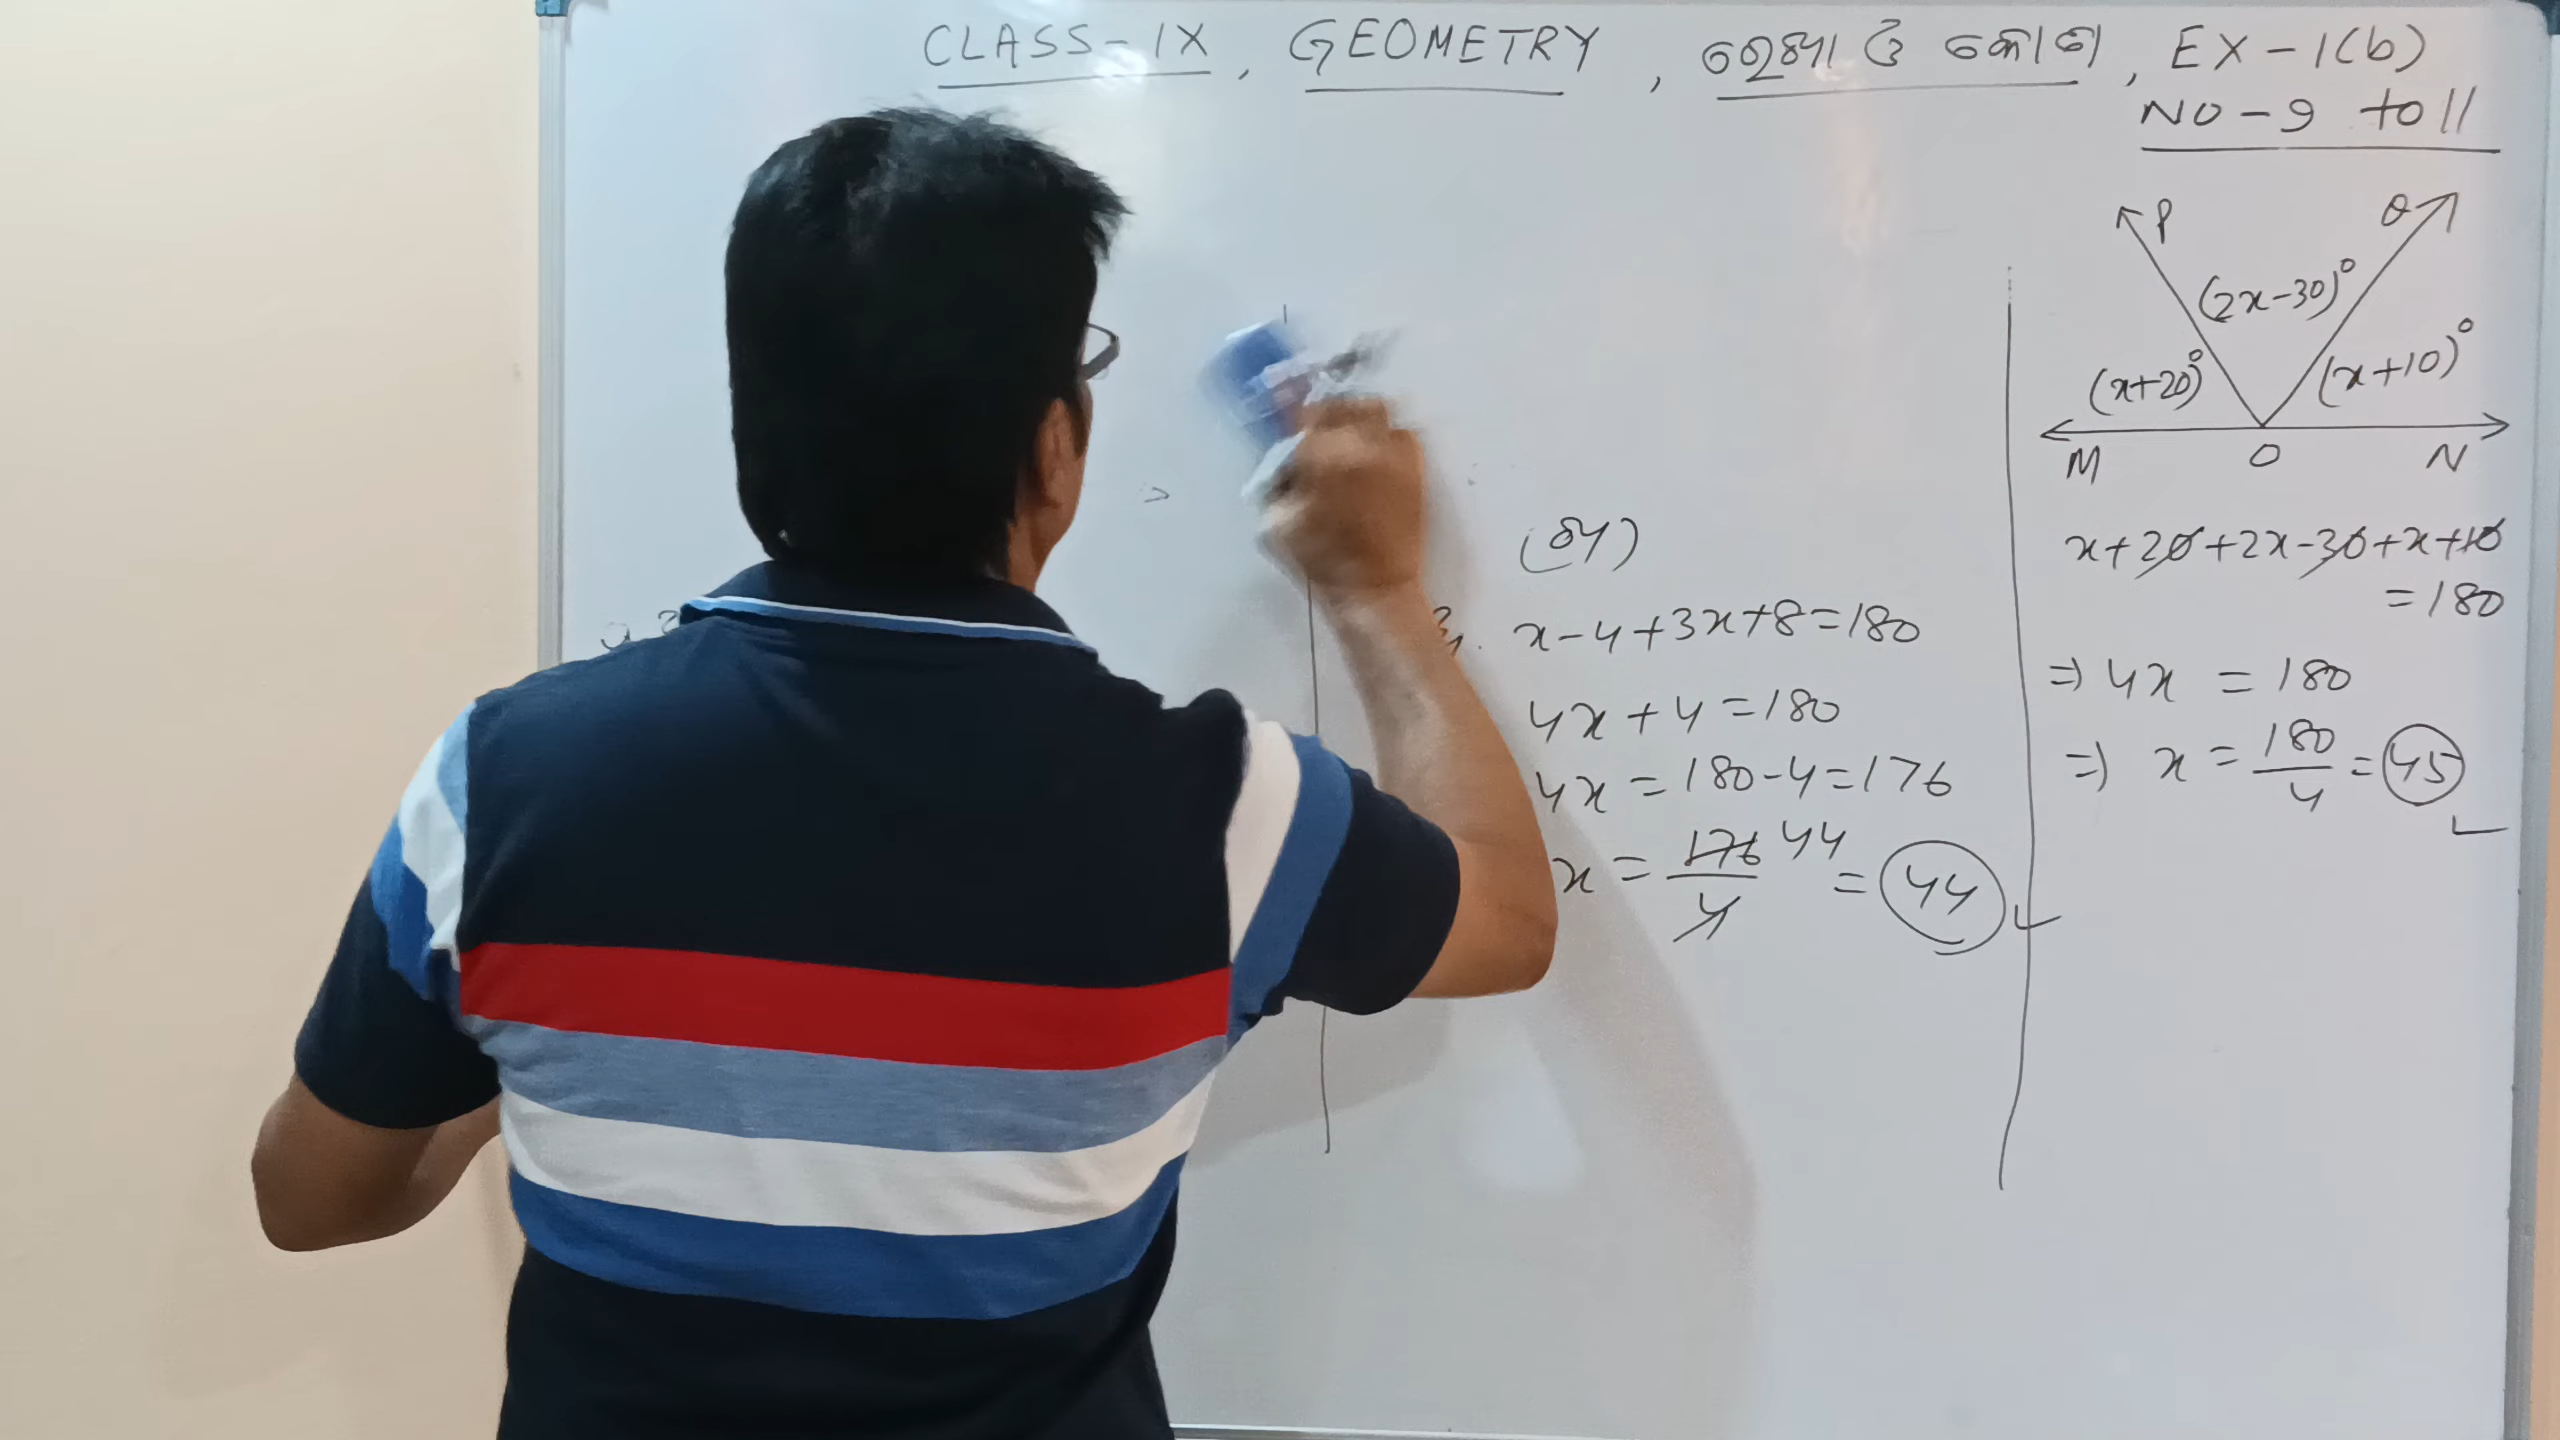 CLASS-IX, GEOMETRY, ରେଖା ଓ କୋଣ, EX-1(b)
NO-9 to 11
P
Q
(2x-30)°
(x+20)°
(x+10)°
M
O
N
x-4+3x+8=180
4x+4=180
4x=180-4=176
x=176/4 44=44
x+20+2x-30+x+10
=180
⇒ 4x = 180
⇒ x = 180/4 = 45